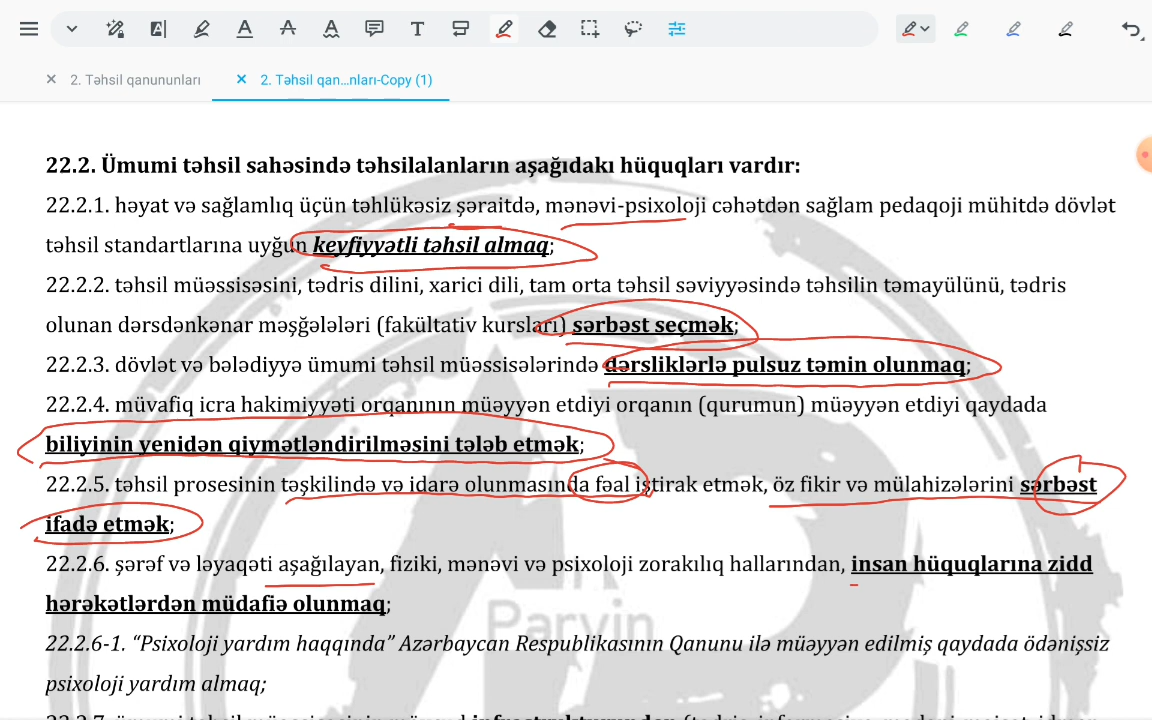 2. Təhsil qanununları
2. Təhsil qan...nları-Copy (1)
22.2. Ümumi təhsil sahəsində təhsilalanların aşağıdakı hüquqları vardır:
22.2.1. həyat və sağlamlıq üçün təhlükəsiz şəraitdə, mənəvi-psixoloji cəhətdən sağlam pedaqoji mühitdə dövlət
təhsil standartlarına uyğun keyfiyyətli təhsil almaq;
22.2.2. təhsil müəssisəsini, tədris dilini, xarici dili, tam orta təhsil səviyyəsində təhsilin təmayülünü, tədris
olunan dərsdənkənar məşğələləri (fakültativ kursları) sərbəst seçmək;
22.2.3. dövlət və bələdiyyə ümumi təhsil müəssisələrində dərsliklərlə pulsuz təmin olunmaq;
22.2.4. müvafiq icra hakimiyyəti orqanının müəyyən etdiyi orqanın (qurumun) müəyyən etdiyi qaydada
biliyinin yenidən qiymətləndirilməsini tələb etmək;
22.2.5. təhsil prosesinin təşkilində və idarə olunmasında fəal iştirak etmək, öz fikir və mülahizələrini sərbəst
ifadə etmək;
22.2.6. şərəf və ləyaqəti aşağılayan, fiziki, mənəvi və psixoloji zorakılıq hallarından, insan hüquqlarına zidd
hərəkətlərdən müdafiə olunmaq;
Parvin
22.2.6-1. “Psixoloji yardım haqqında” Azərbaycan Respublikasının Qanunu ilə müəyyən edilmiş qaydada ödənişsiz
psixoloji yardım almaq;